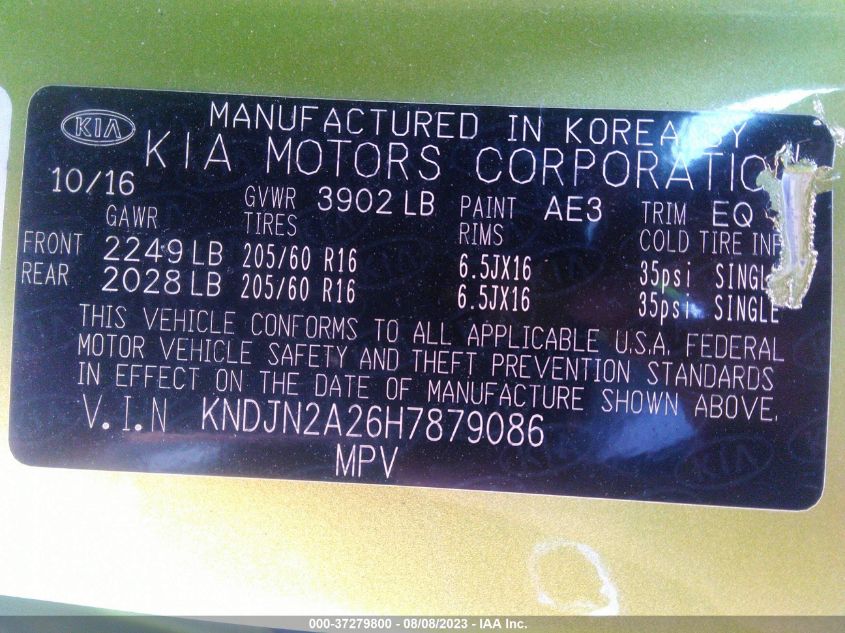 KIA
MANUFACTURED IN KOREA BY
KIA MOTORS CORPORATION
10/16 GVWR 3902 LB PAINT AE3 TRIM EQ
GAWR TIRES RIMS COLD TIRE INF
FRONT 2249 LB 205/60 R16 6.5JX16 35psi SINGLE
REAR 2028 LB 205/60 R16 6.5JX16 35psi SINGLE
THIS VEHICLE CONFORMS TO ALL APPLICABLE U.S.A. FEDERAL
MOTOR VEHICLE SAFETY AND THEFT PREVENTION STANDARDS
IN EFFECT ON THE DATE OF MANUFACTURE SHOWN ABOVE.
V.I.N KNDJN2A26H7879086
MPV
000-37279800 - 08/08/2023 - IAA Inc.